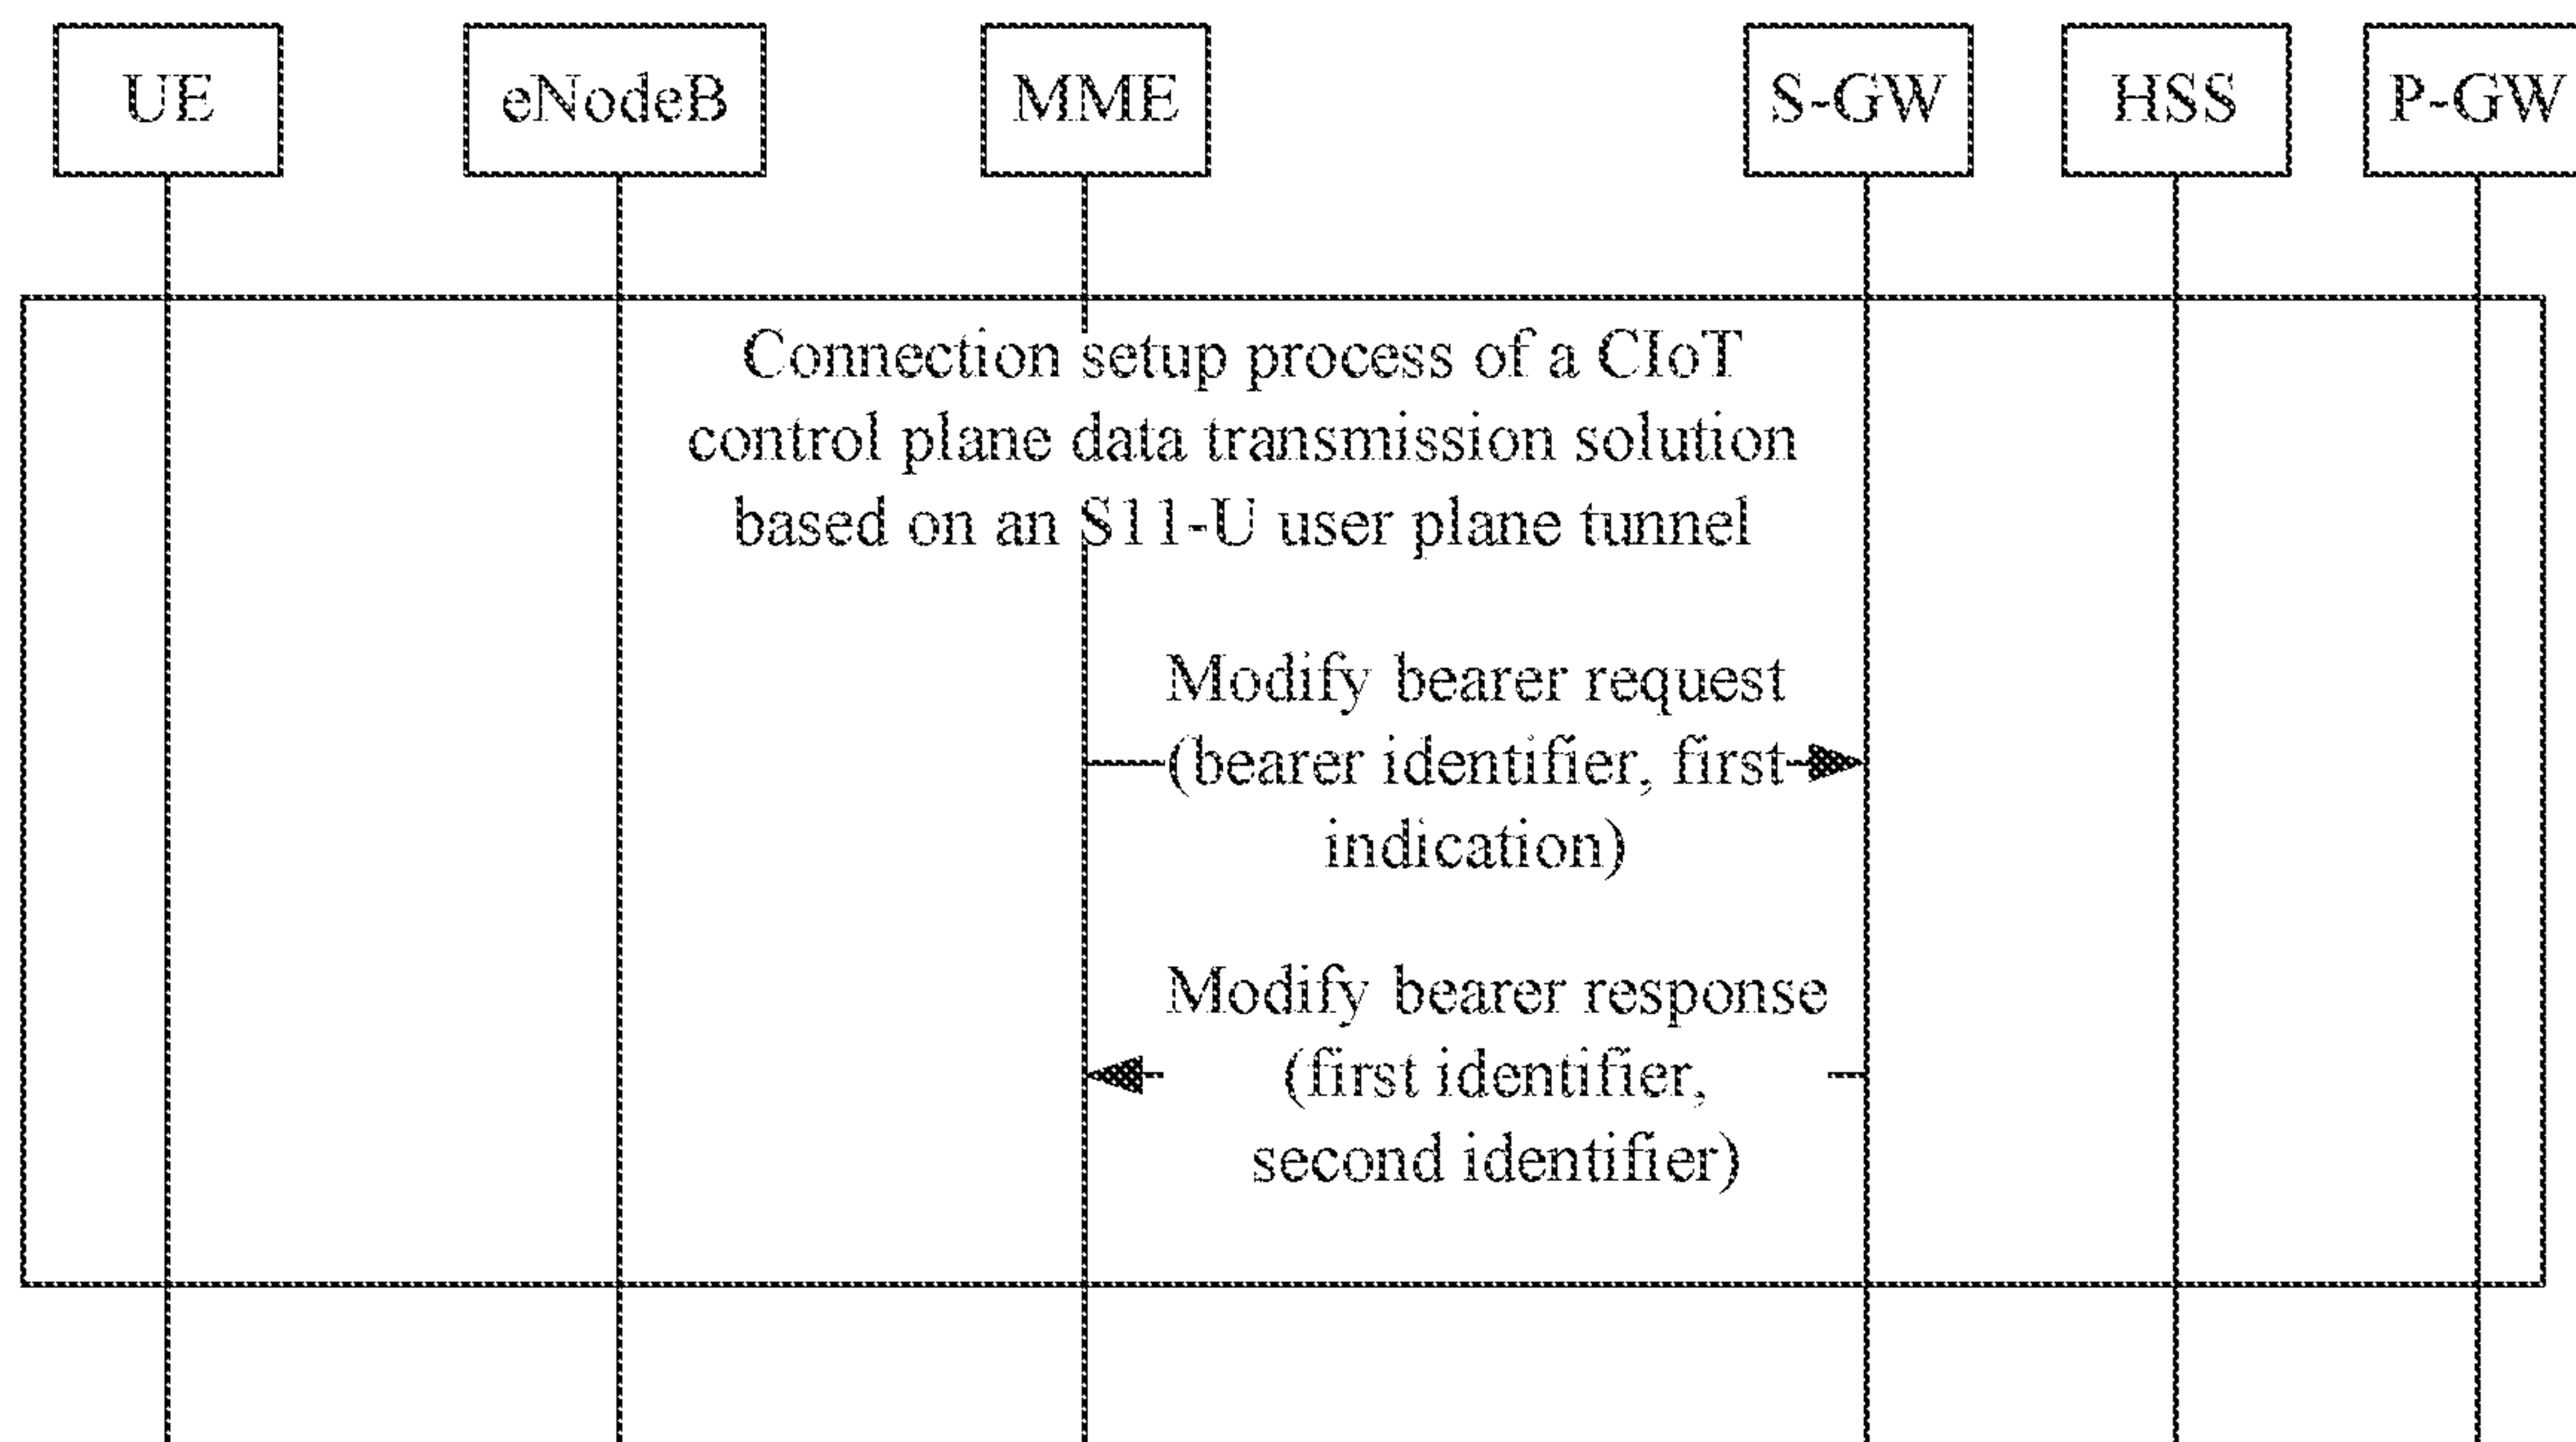 UE
eNodeB
MME
S-GW
HSS
P-GW
Connection setup process of a CIoT
control plane data transmission solution
based on an S11-U user plane tunnel
Modify bearer request
(bearer identifier, first
indication)
Modify bearer response
(first identifier,
second identifier)